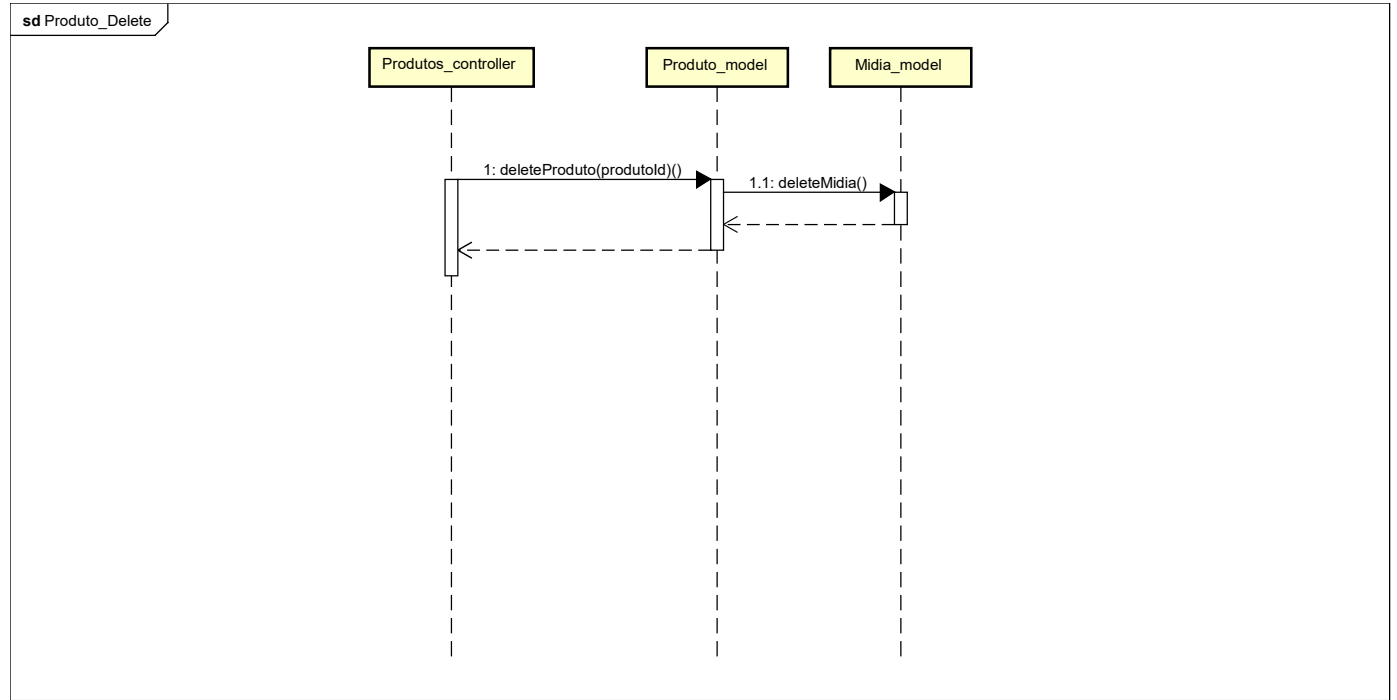 sd Produto_Delete
Produtos_controller
Produto_model
Midia_model
1: deleteProduto(produtoId)()
1.1: deleteMidia()